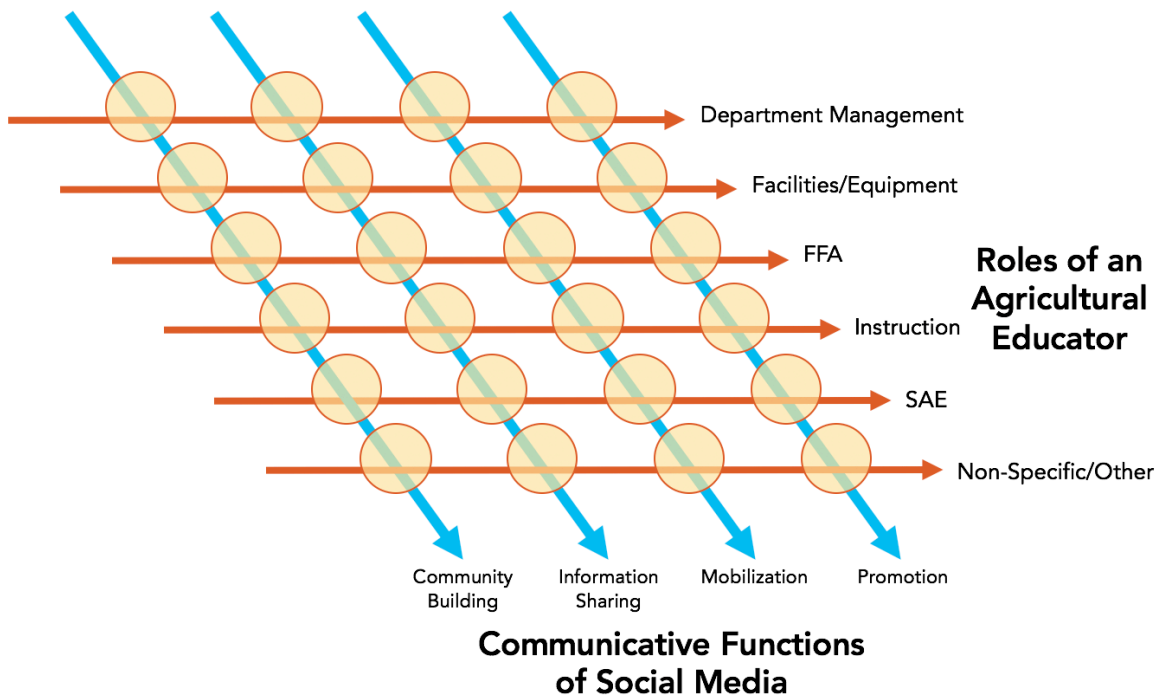 Department Management
Facilities/Equipment
FFA
Instruction
SAE
Non-Specific/Other
Roles of an
Agricultural
Educator
Community
Building
Information
Sharing
Mobilization
Promotion
Communicative Functions
of Social Media